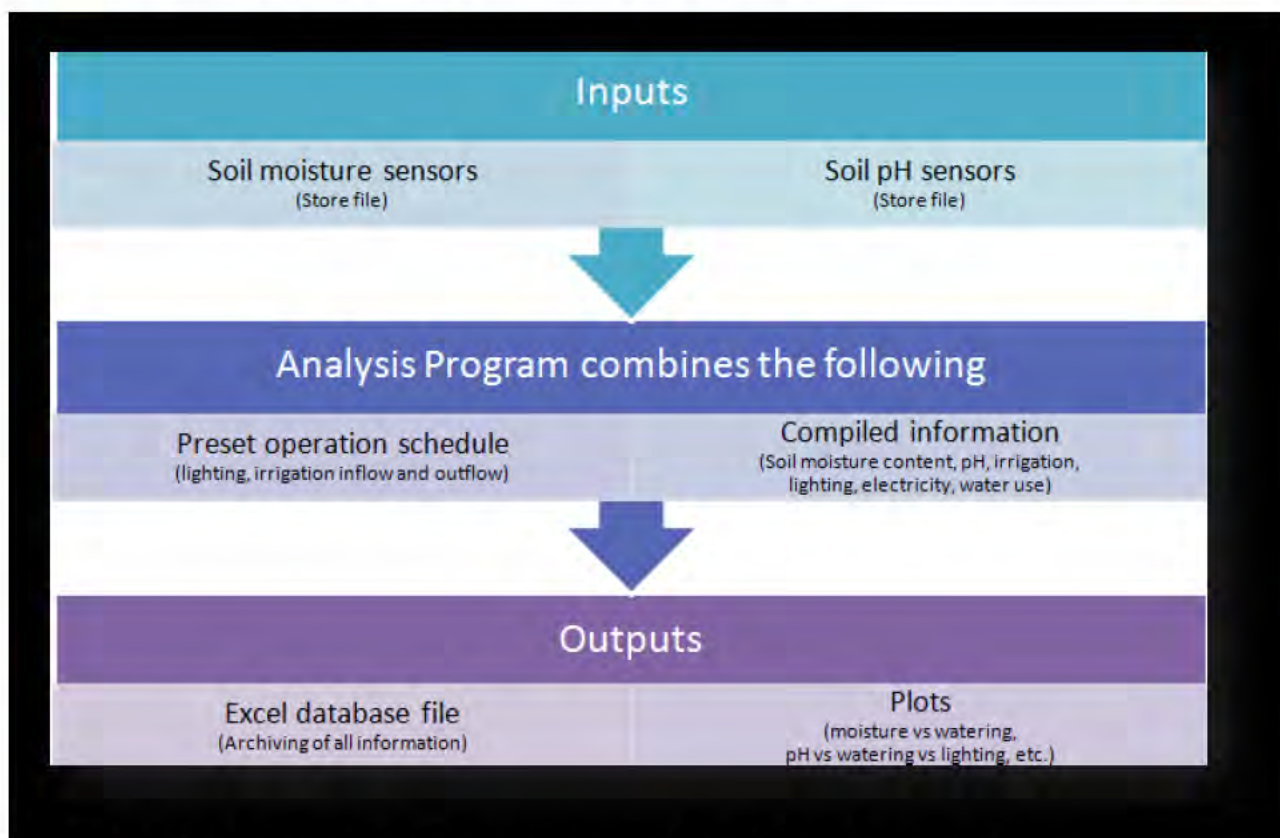 Inputs
Soil moisture sensors
(Store file)
Soil pH sensors
(Store file)
Analysis Program combines the following
Preset operation schedule
(lighting, irrigation inflow and outflow)
Compiled information
(Soil moisture content, pH, irrigation,
lighting, electricity, water use)
Outputs
Excel database file
(Archiving of all information)
Plots
(moisture vs watering,
pH vs watering vs lighting, etc.)